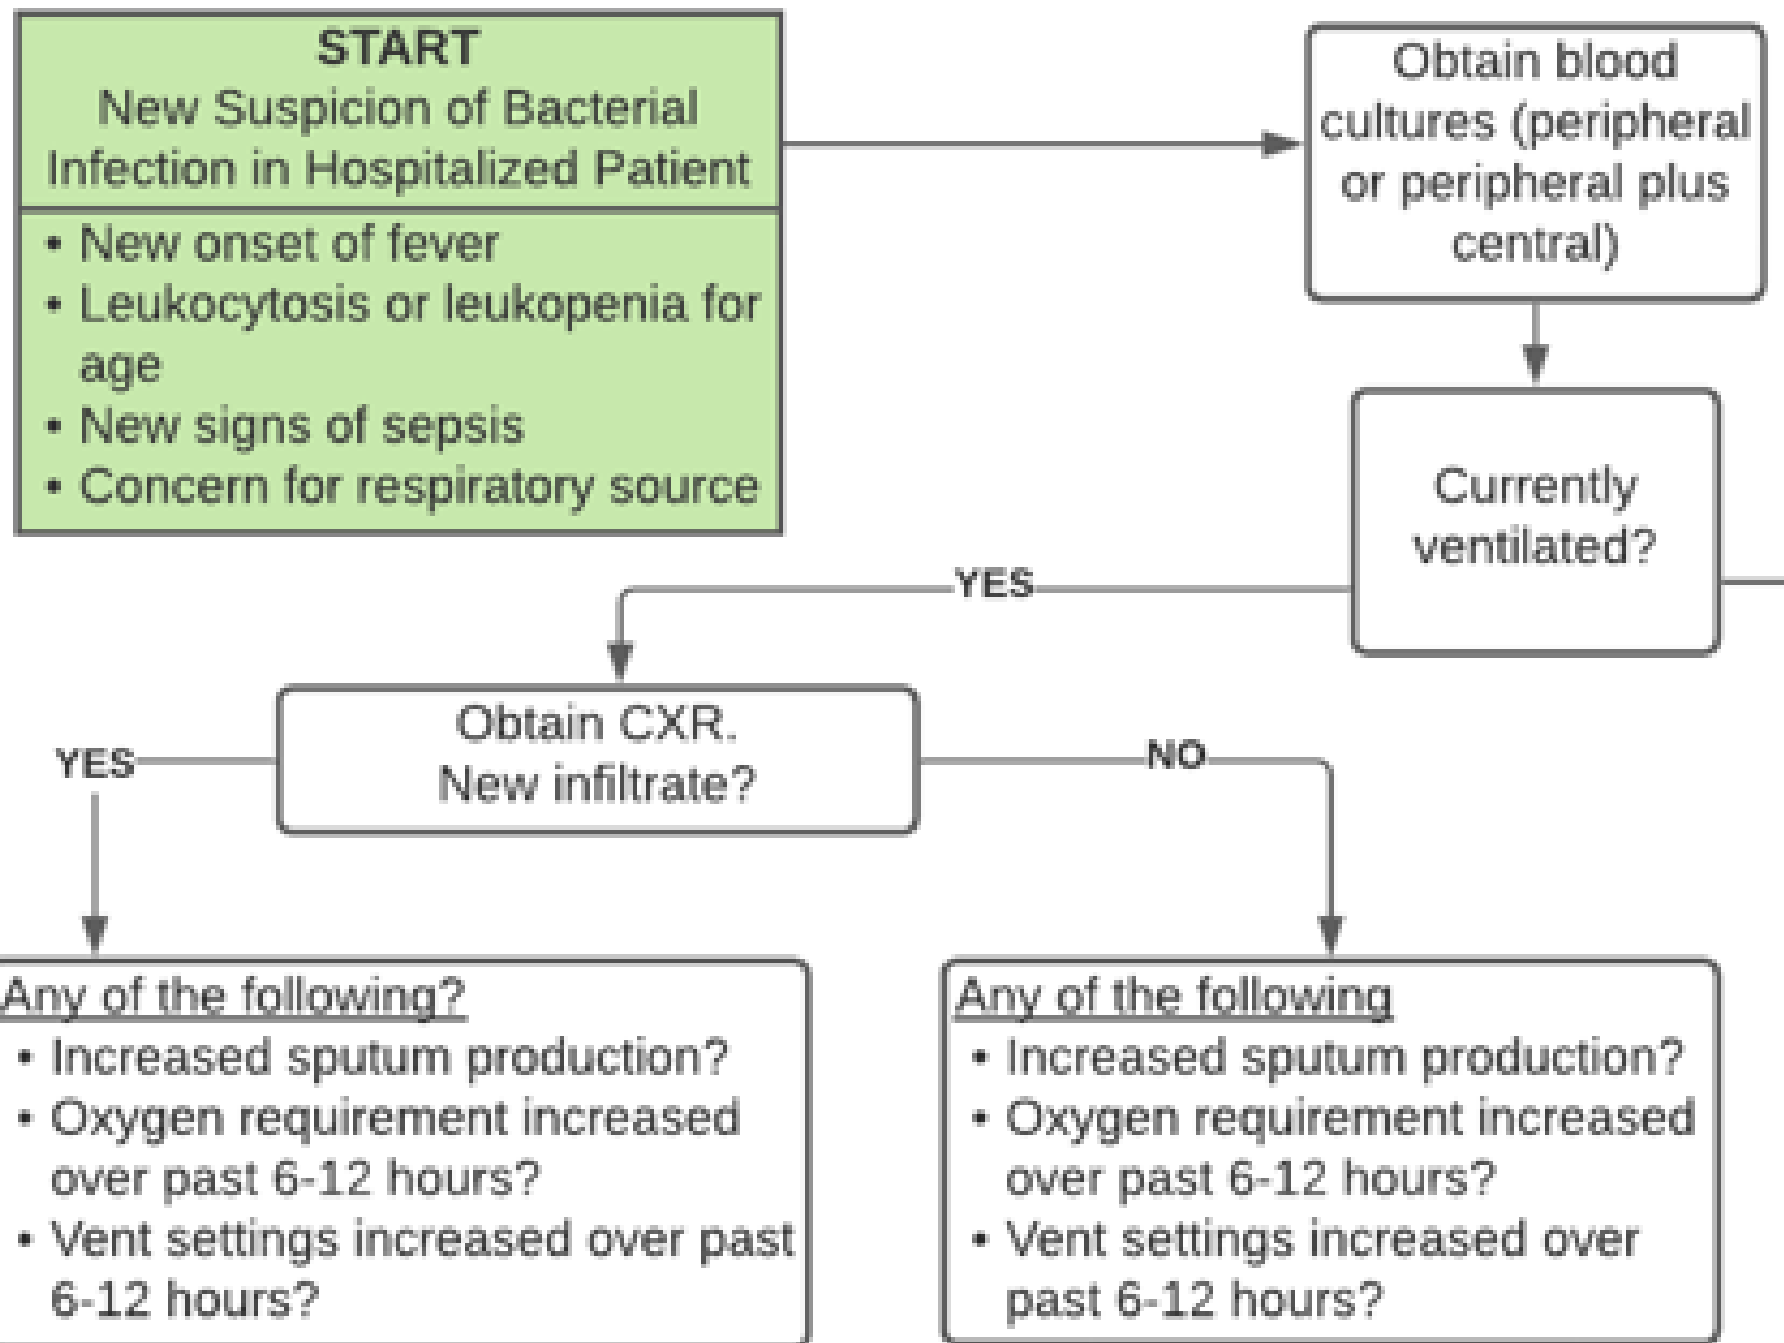 START
New Suspicion of Bacterial
Infection in Hospitalized Patient
• New onset of fever
• Leukocytosis or leukopenia for
age
• New signs of sepsis
• Concern for respiratory source
Obtain blood
cultures (peripheral
or peripheral plus
central)
Currently
ventilated?
YES
Obtain CXR.
New infiltrate?
YES
NO
Any of the following?
• Increased sputum production?
• Oxygen requirement increased
over past 6-12 hours?
• Vent settings increased over past
6-12 hours?
Any of the following
• Increased sputum production?
• Oxygen requirement increased
over past 6-12 hours?
• Vent settings increased over
past 6-12 hours?